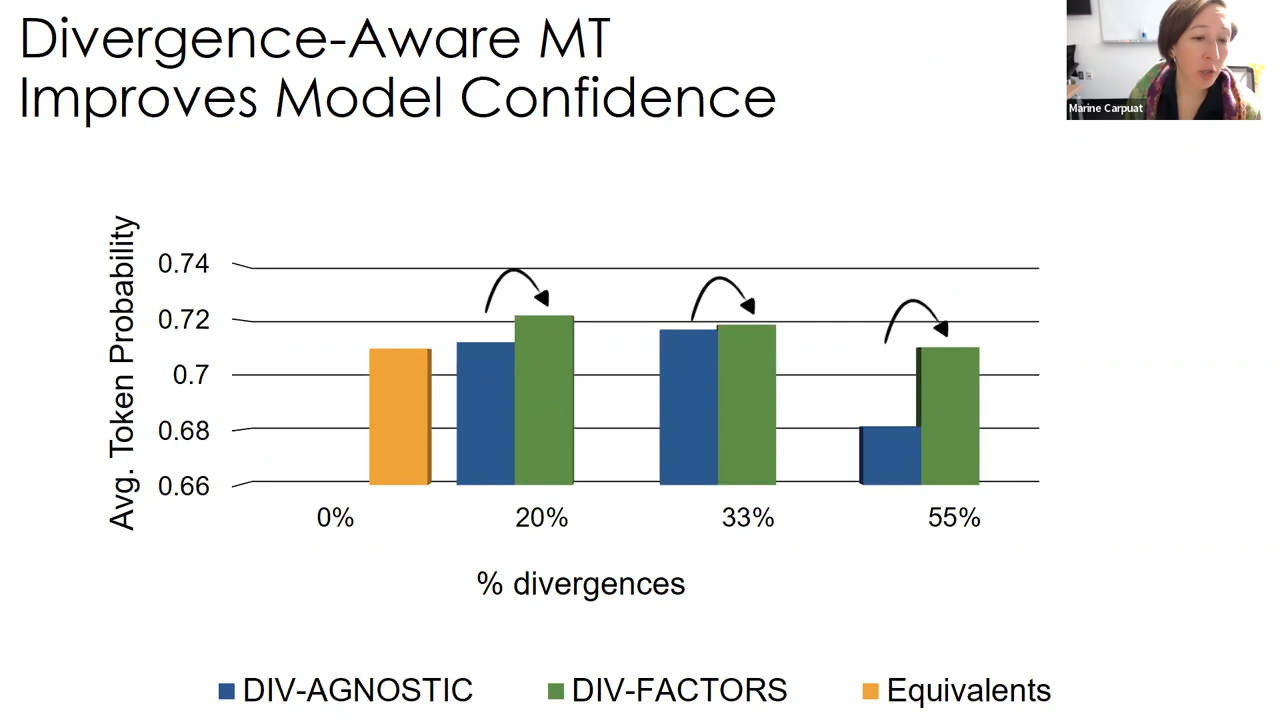 Divergence-Aware MT
Improves Model Confidence
Marine Carpuat
Avg. Token Probability
0.74
0.72
0.7
0.68
0.66
0%
20%
33%
55%
% divergences
DIV-AGNOSTIC
DIV-FACTORS
Equivalents